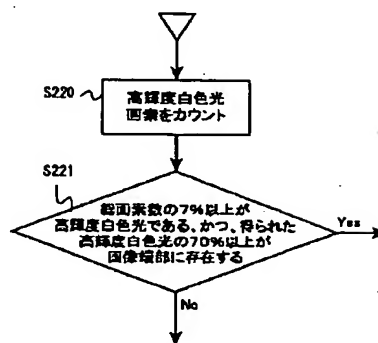 S220
高輝度白色光
画素をカウント
S221
総画素数の7%以上が
高輝度白色光である、かつ、得られた
高輝度白色光の70%以上が
画像端部に存在する
Yes
No